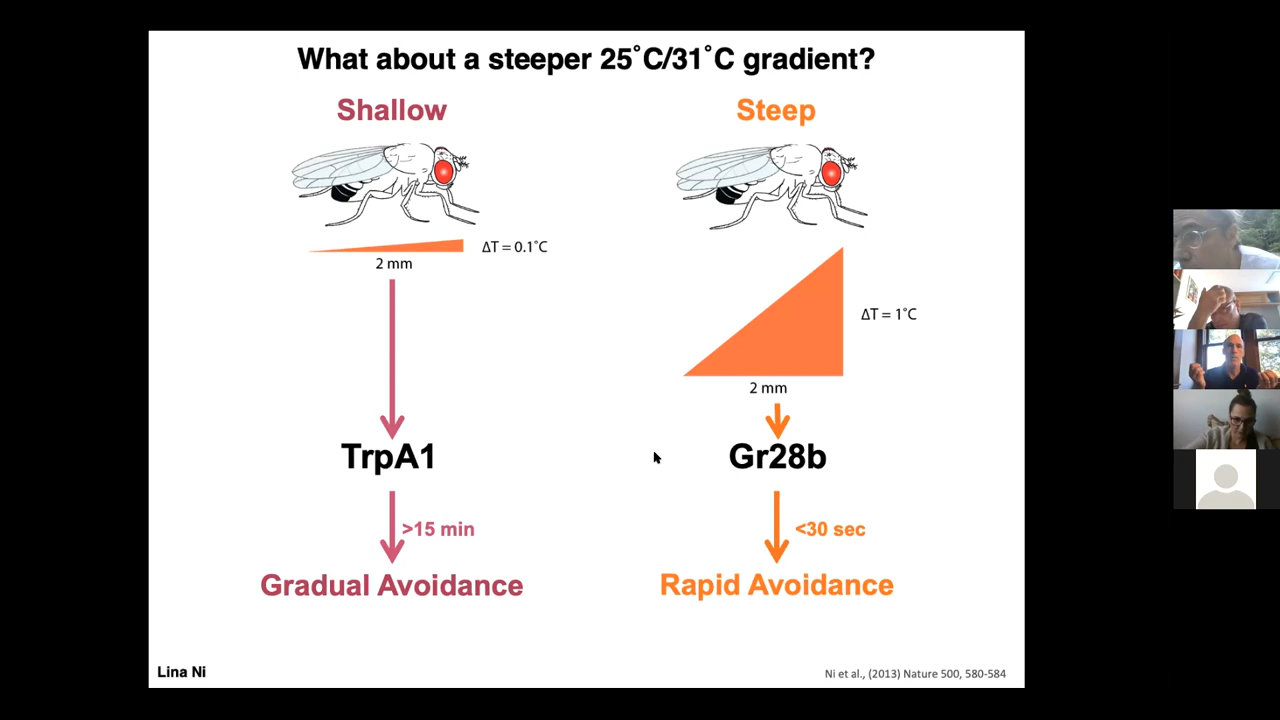 What about a steeper 25˚C/31˚C gradient?
Shallow
Steep
ΔT = 0.1˚C
2 mm
ΔT = 1˚C
2 mm
TrpA1
Gr28b
>15 min
<30 sec
Gradual Avoidance
Rapid Avoidance
Lina Ni
Ni et al., (2013) Nature 500, 580-584